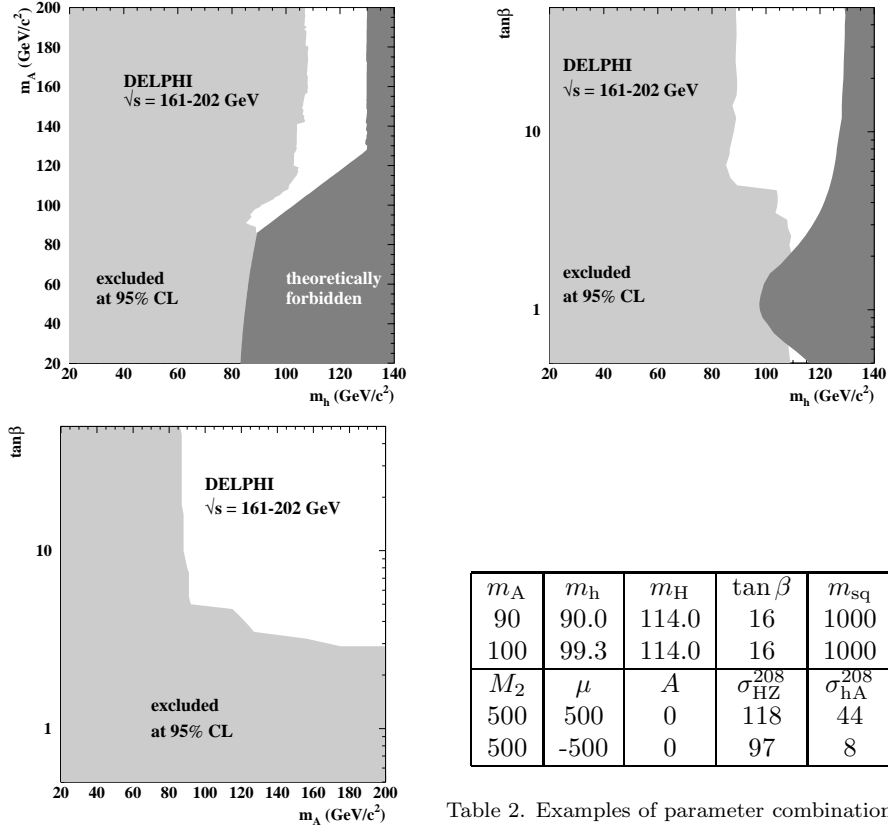 m_A (GeV/c²)
200
180
160
140
120
100
80
60
40
20
DELPHI
√s = 161-202 GeV
excluded
at 95% CL
theoretically
forbidden
20 40 60 80 100 120 140
m_h (GeV/c²)
tanβ
10
1
DELPHI
√s = 161-202 GeV
excluded
at 95% CL
20 40 60 80 100 120 140
m_h (GeV/c²)
tanβ
10
1
DELPHI
√s = 161-202 GeV
excluded
at 95% CL
20 40 60 80 100 120 140 160 180 200
m_A (GeV/c²)
m_A m_h m_H tan β m_sq
90 90.0 114.0 16 1000
100 99.3 114.0 16 1000
M_2 μ A σ_HZ^208 σ_hA^208
500 500 0 118 44
500 -500 0 97 8
Table 2. Examples of parameter combination